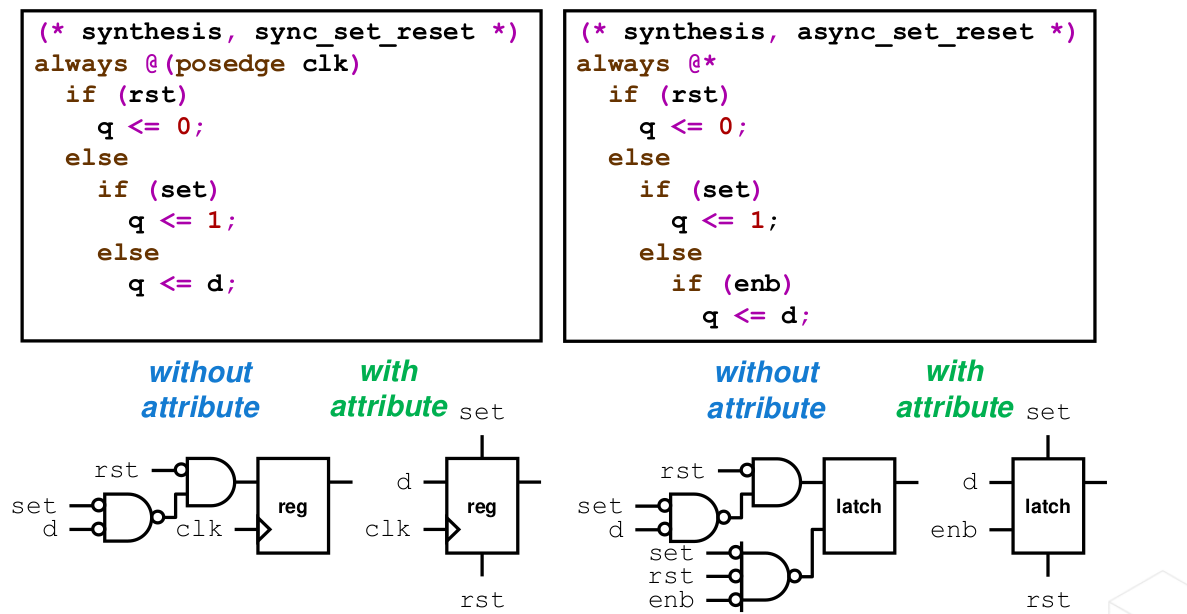 (* synthesis, sync_set_reset *)
always @(posedge clk)
  if (rst)
    q <= 0;
  else
    if (set)
      q <= 1;
    else
      q <= d;
(* synthesis, async_set_reset *)
always @*
  if (rst)
    q <= 0;
  else
    if (set)
      q <= 1;
    else
      if (enb)
        q <= d;
without
attribute
with
attribute
set
rst
set
d
clk
reg
d
clk
reg
rst
without
attribute
with
attribute
set
rst
set
d
set
rst
enb
latch
d
enb
latch
rst